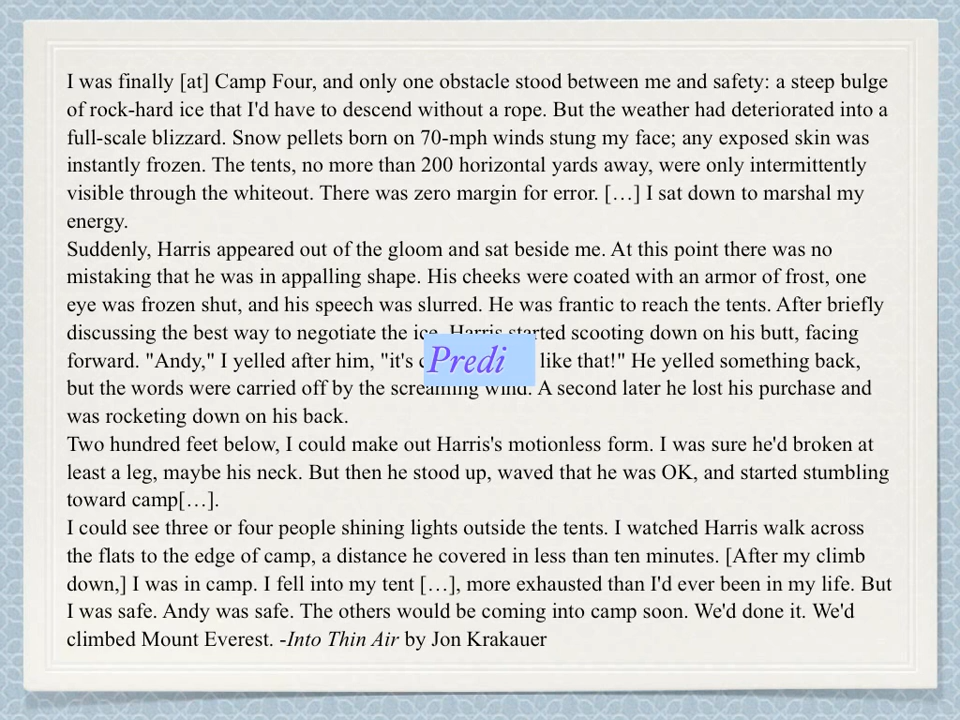 I was finally [at] Camp Four, and only one obstacle stood between me and safety: a steep bulge
of rock-hard ice that I'd have to descend without a rope. But the weather had deteriorated into a
full-scale blizzard. Snow pellets born on 70-mph winds stung my face; any exposed skin was
instantly frozen. The tents, no more than 200 horizontal yards away, were only intermittently
visible through the whiteout. There was zero margin for error. […] I sat down to marshal my
energy.
Suddenly, Harris appeared out of the gloom and sat beside me. At this point there was no
mistaking that he was in appalling shape. His cheeks were coated with an armor of frost, one
eye was frozen shut, and his speech was slurred. He was frantic to reach the tents. After briefly
discussing the best way to negotiate the ice, Harris started scooting down on his butt, facing
forward. "Andy," I yelled after him, "it's like that!" He yelled something back,
Predi
but the words were carried off by the screaming wind. A second later he lost his purchase and
was rocketing down on his back.
Two hundred feet below, I could make out Harris's motionless form. I was sure he'd broken at
least a leg, maybe his neck. But then he stood up, waved that he was OK, and started stumbling
toward camp[…].
I could see three or four people shining lights outside the tents. I watched Harris walk across
the flats to the edge of camp, a distance he covered in less than ten minutes. [After my climb
down,] I was in camp. I fell into my tent […], more exhausted than I'd ever been in my life. But
I was safe. Andy was safe. The others would be coming into camp soon. We'd done it. We'd
climbed Mount Everest. -Into Thin Air by Jon Krakauer